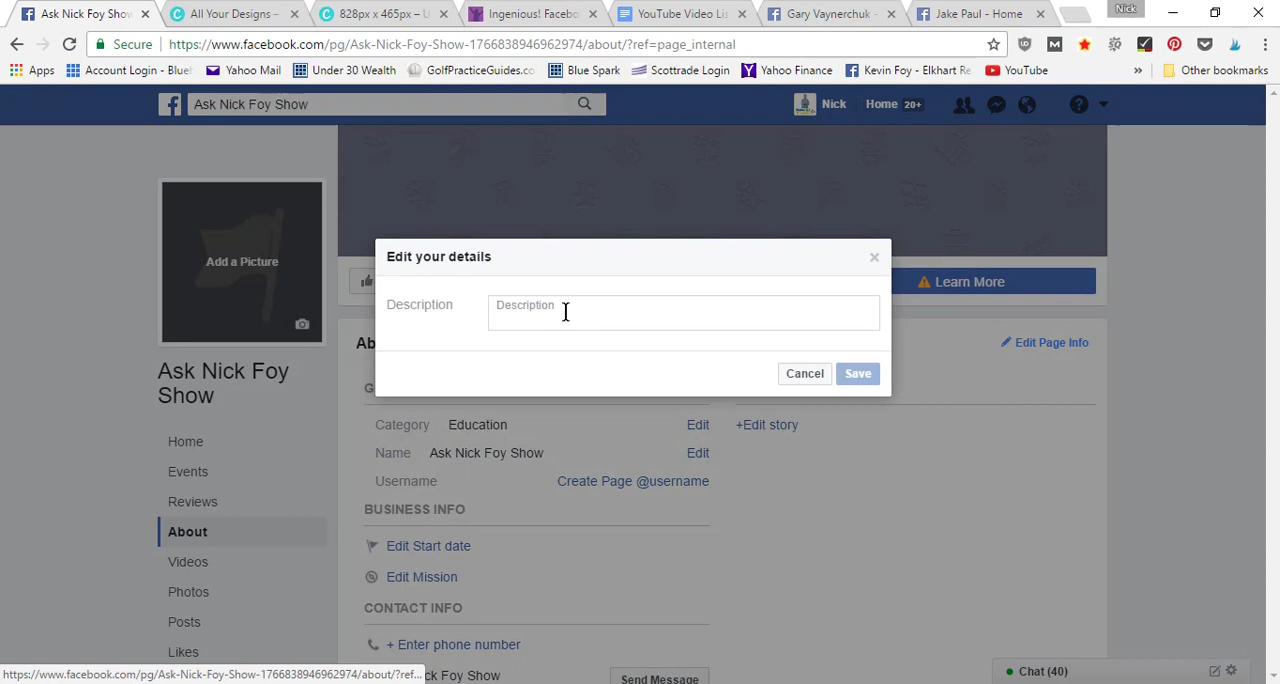 Ask Nick Foy Show
All Your Designs –
828px x 465px – U
Ingenious! Facebo
YouTube Video Lis
Gary Vaynerchuk -
Jake Paul - Home
Nick
Secure
https://www.facebook.com/pg/Ask-Nick-Foy-Show-1766838946962974/about/?ref=page_internal
Apps
Account Login - Blueh
Yahoo Mail
Under 30 Wealth
GolfPracticeGuides.co
Blue Spark
Scottrade Login
Yahoo Finance
Kevin Foy - Elkhart Re
YouTube
»
Other bookmarks
Ask Nick Foy Show
Nick
Home 20+
Add a Picture
Edit your details
Description
Description
Cancel
Save
Learn More
Edit Page Info
Ask Nick Foy
Show
Home
Events
Reviews
About
Videos
Photos
Posts
Likes
Category Education Edit
+Edit story
Name Ask Nick Foy Show Edit
Username Create Page @username
BUSINESS INFO
Edit Start date
Edit Mission
CONTACT INFO
+ Enter phone number
ck Foy Show
Send Message
Chat (40)
https://www.facebook.com/pg/Ask-Nick-Foy-Show-1766838946962974/about/?ref...